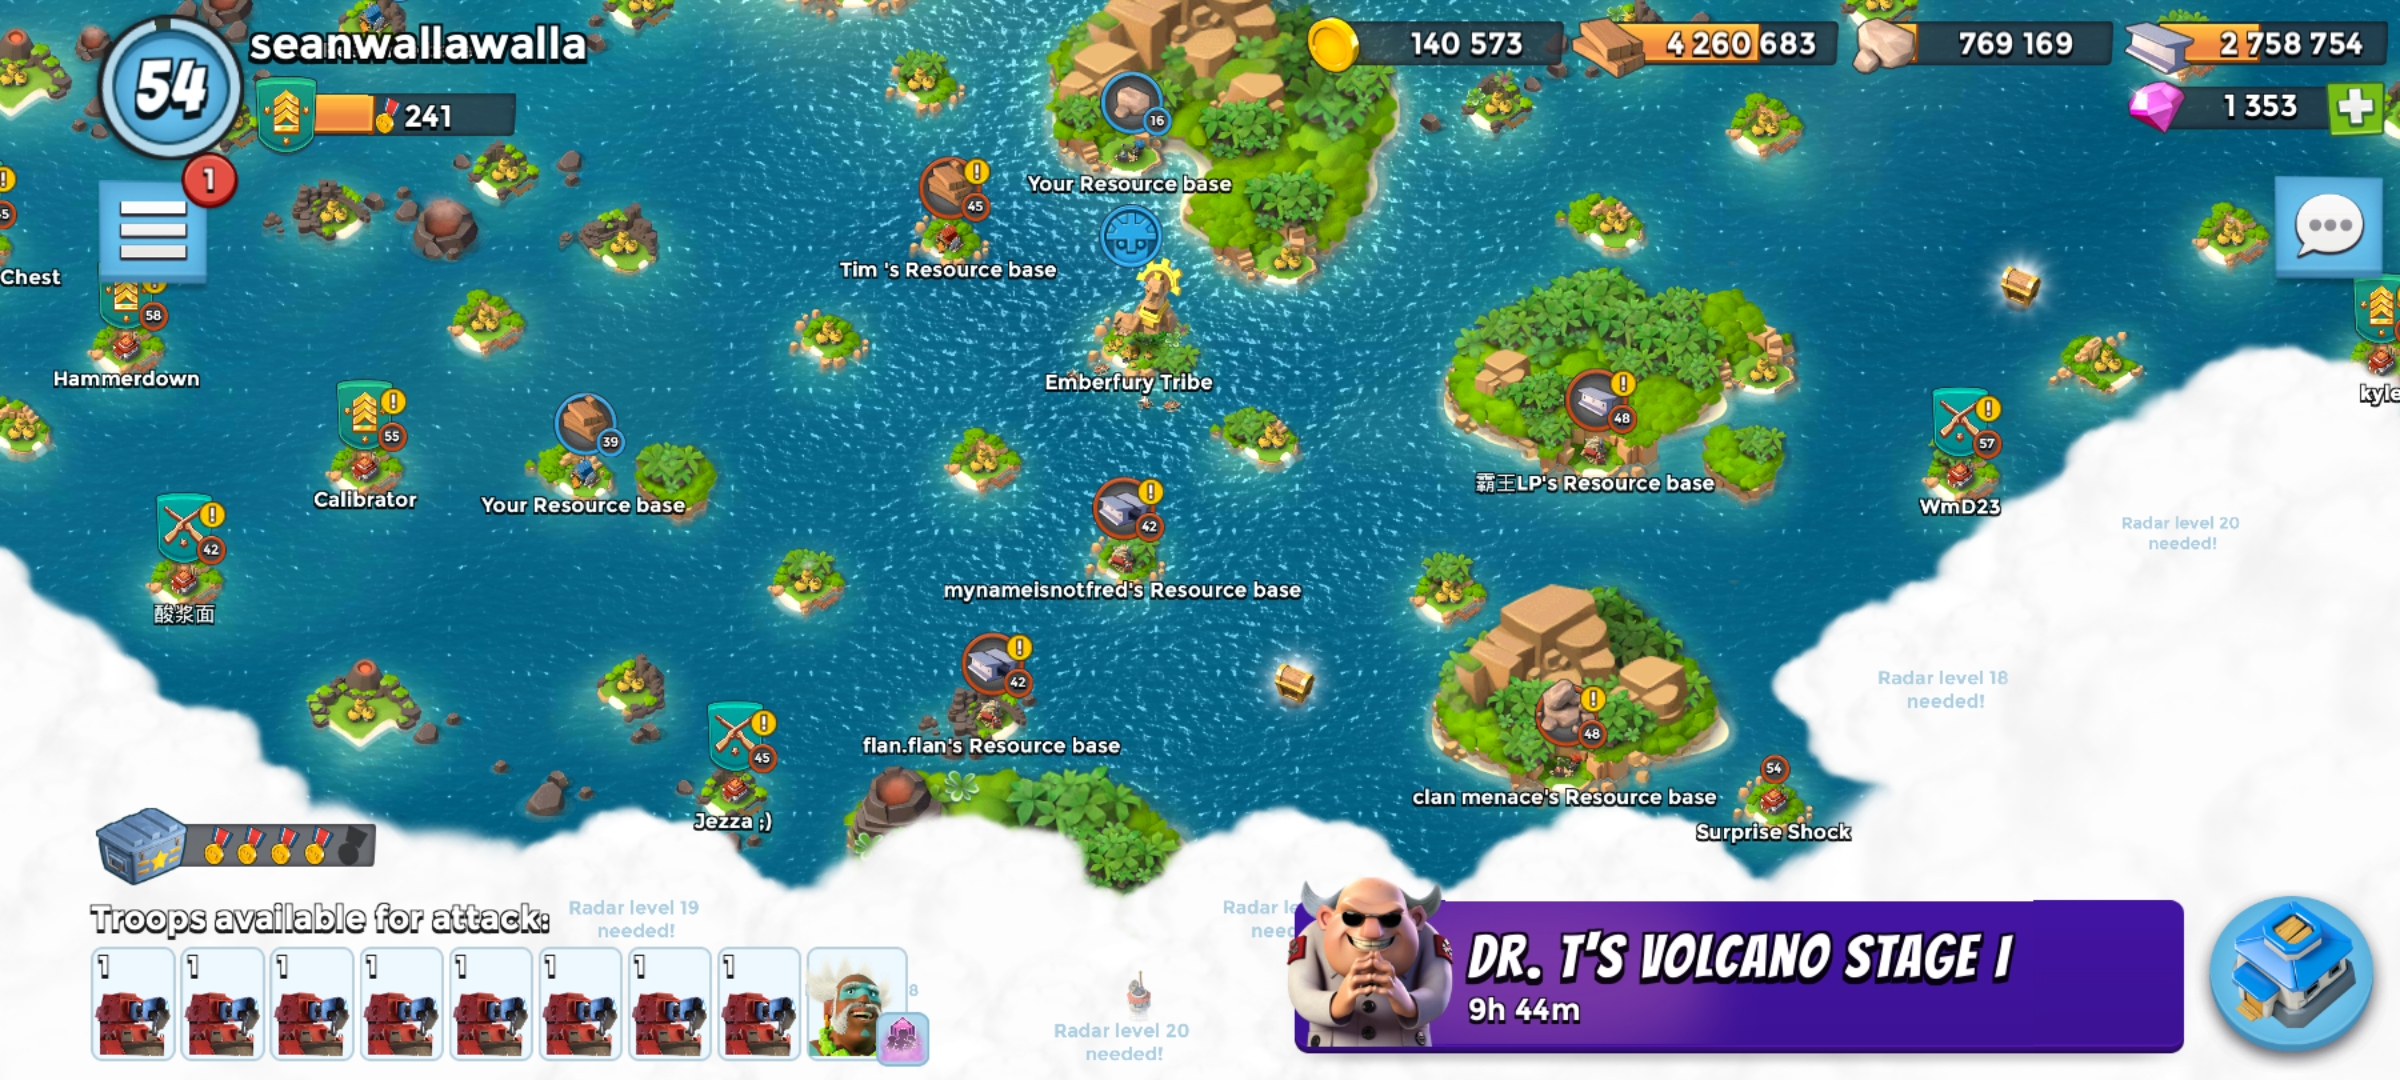 54
seanwallawalla
241
140 573
4 260 683
769 169
2 758 754
1 353
1
16
Your Resource base
45
Tim 's Resource base
Chest
58
Hammerdown
Emberfury Tribe
48
霸王LP's Resource base
57
WmD23
kyle
55
Calibrator
39
Your Resource base
42
酸浆面
42
mynameisnotfred's Resource base
Radar level 20
needed!
42
flan.flan's Resource base
Radar level 18
needed!
48
clan menace's Resource base
45
Jezza ;)
54
Surprise Shock
Troops available for attack:
Radar level 19
needed!
Radar
1
1
1
1
1
1
1
1
8
Radar level 20
needed!
DR. T'S VOLCANO STAGE I
9h 44m